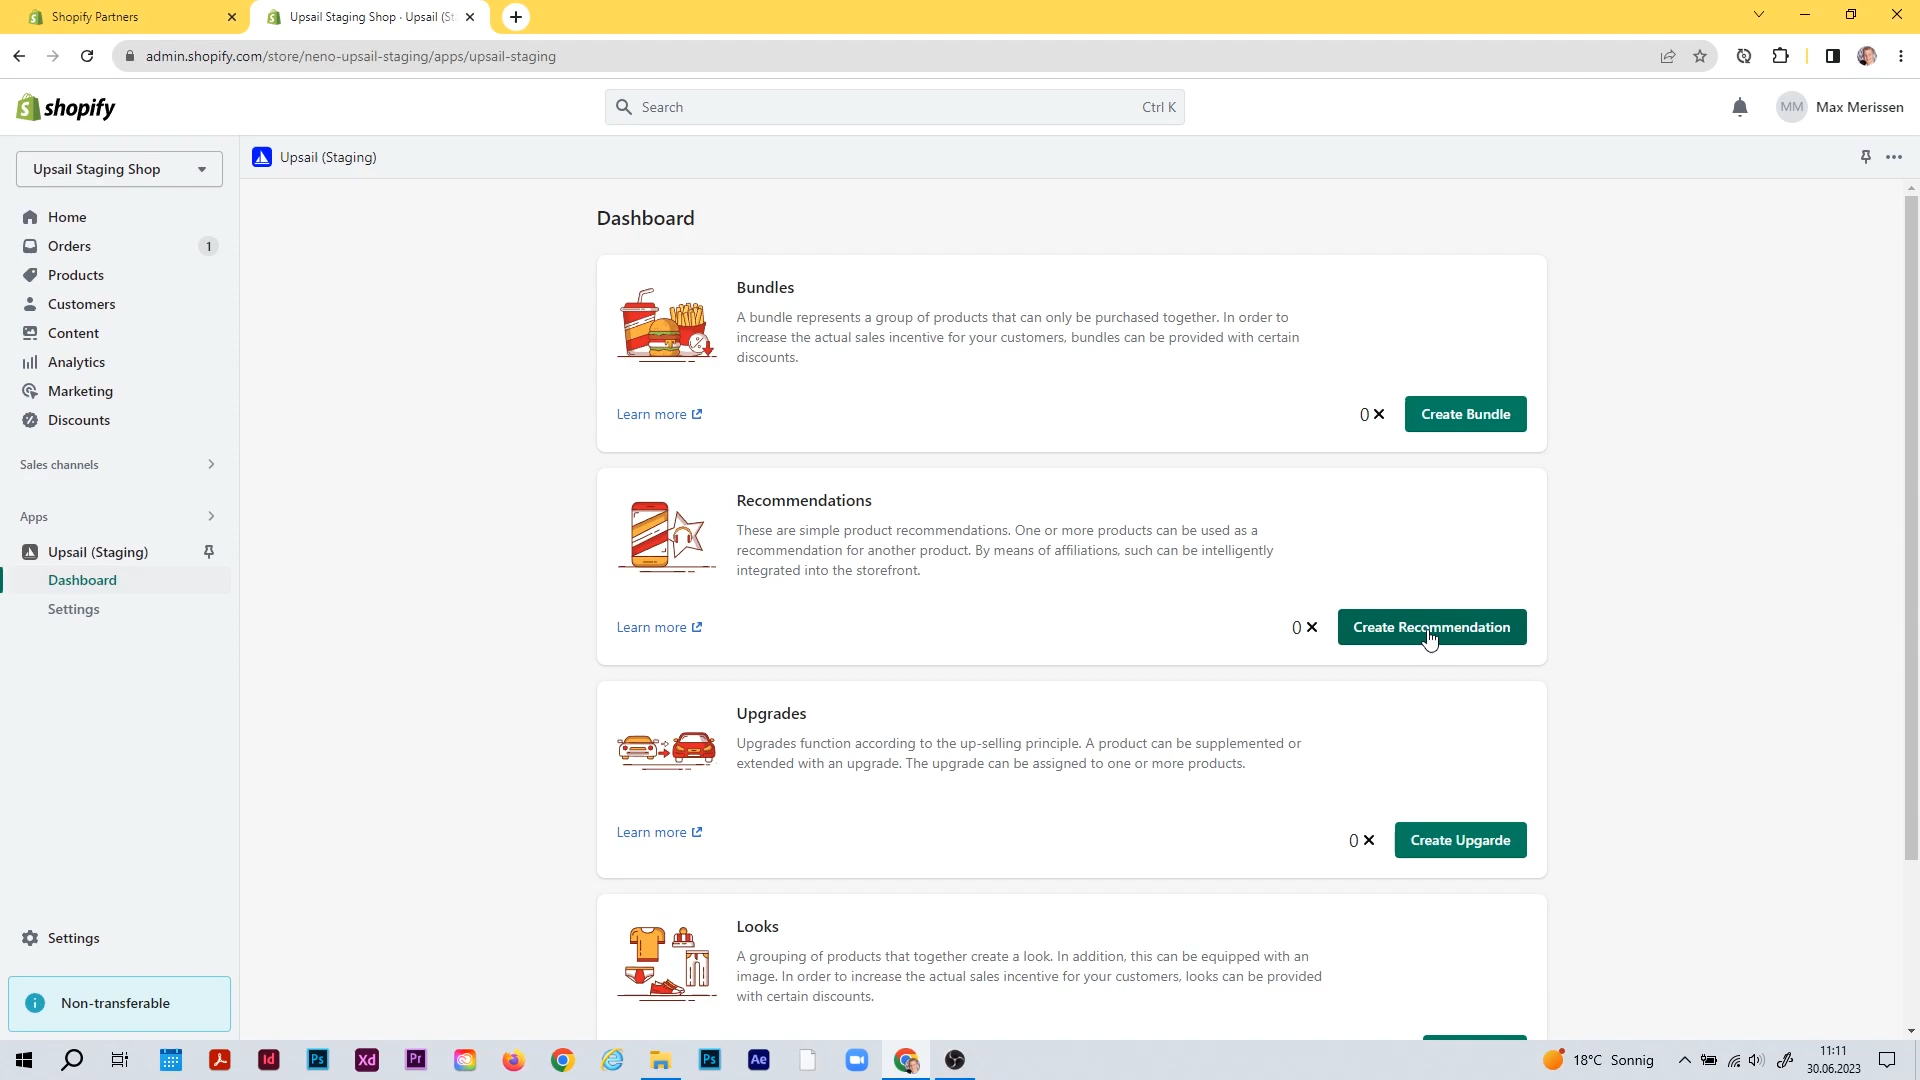 Shopify Partners
Upsail Staging Shop · Upsail (St
admin.shopify.com/store/neno-upsail-staging/apps/upsail-staging
shopify
Search
Ctrl K
MM
Max Merissen
Upsail Staging Shop
Upsail (Staging)
Home
Orders
1
Products
Customers
Content
Analytics
Marketing
Discounts
Sales channels
Apps
Upsail (Staging)
Dashboard
Settings
Settings
Non-transferable
Dashboard
Bundles
A bundle represents a group of products that can only be purchased together. In order to
increase the actual sales incentive for your customers, bundles can be provided with certain
discounts.
Learn more
0
Create Bundle
Recommendations
These are simple product recommendations. One or more products can be used as a
recommendation for another product. By means of affiliations, such can be intelligently
integrated into the storefront.
Learn more
0
Create Recommendation
Upgrades
Upgrades function according to the up-selling principle. A product can be supplemented or
extended with an upgrade. The upgrade can be assigned to one or more products.
Learn more
0
Create Upgarde
Looks
A grouping of products that together create a look. In addition, this can be equipped with an
image. In order to increase the actual sales incentive for your customers, looks can be provided
with certain discounts.
Id
Ps
Xd
Pr
Ps
Ae
18°C Sonnig
11:11
30.06.2023